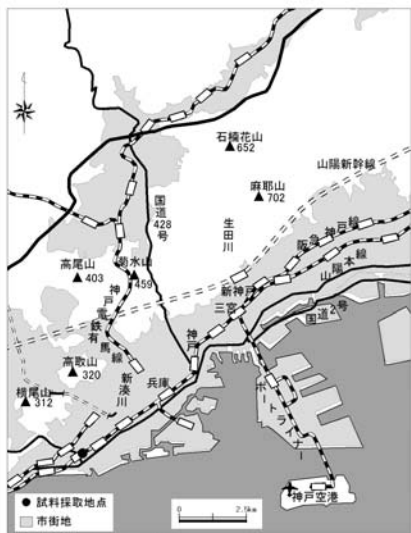 石楠花山
652
山陽新幹線
麻耶山
702
国道428号
生田川
阪急神戸線
山陽本線
高尾山
403
菊水山
459
新神戸
三宮
国道2号
神戸電鉄有馬線
神戸
高取山
320
新湊川
兵庫
横尾山
312
ポートライナー
神戸空港
試料採取地点
市街地
0 2.5km